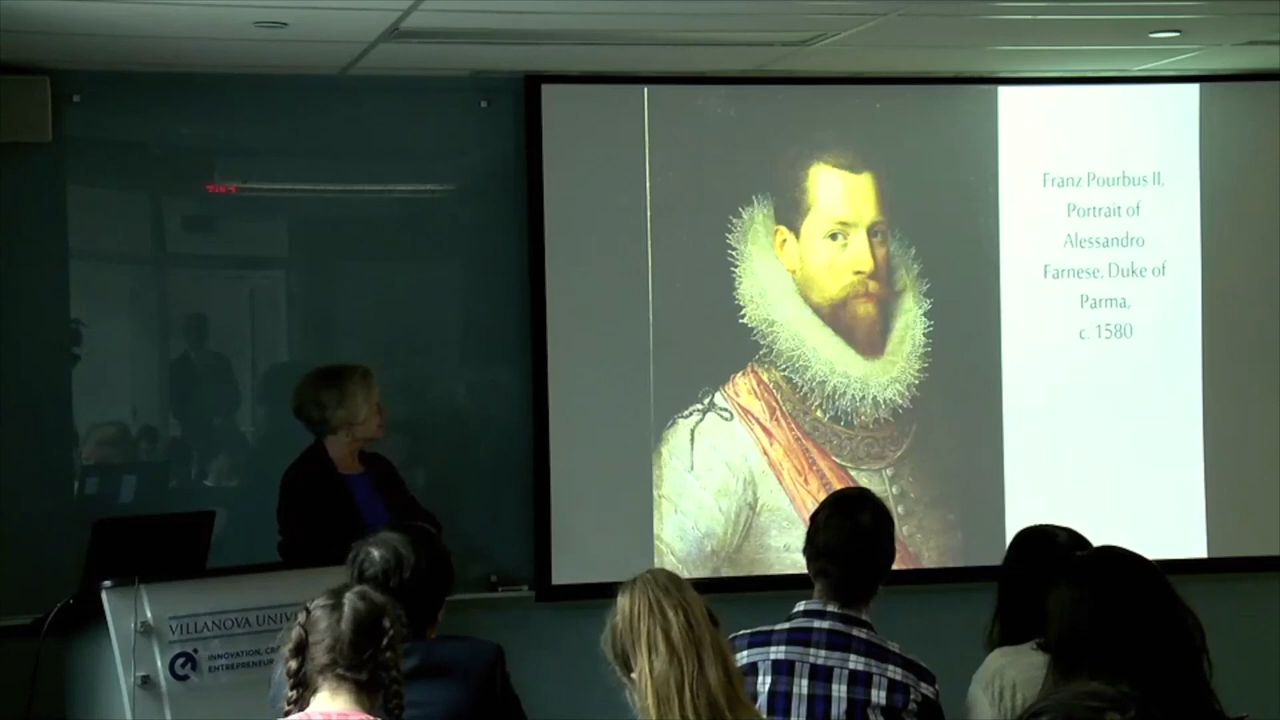 Franz Pourbus II,
Portrait of
Alessandro
Farnese, Duke of
Parma,
c. 1580
VILLANOVA UNIV
INNOVATION, CRE
ENTREPRENEUR